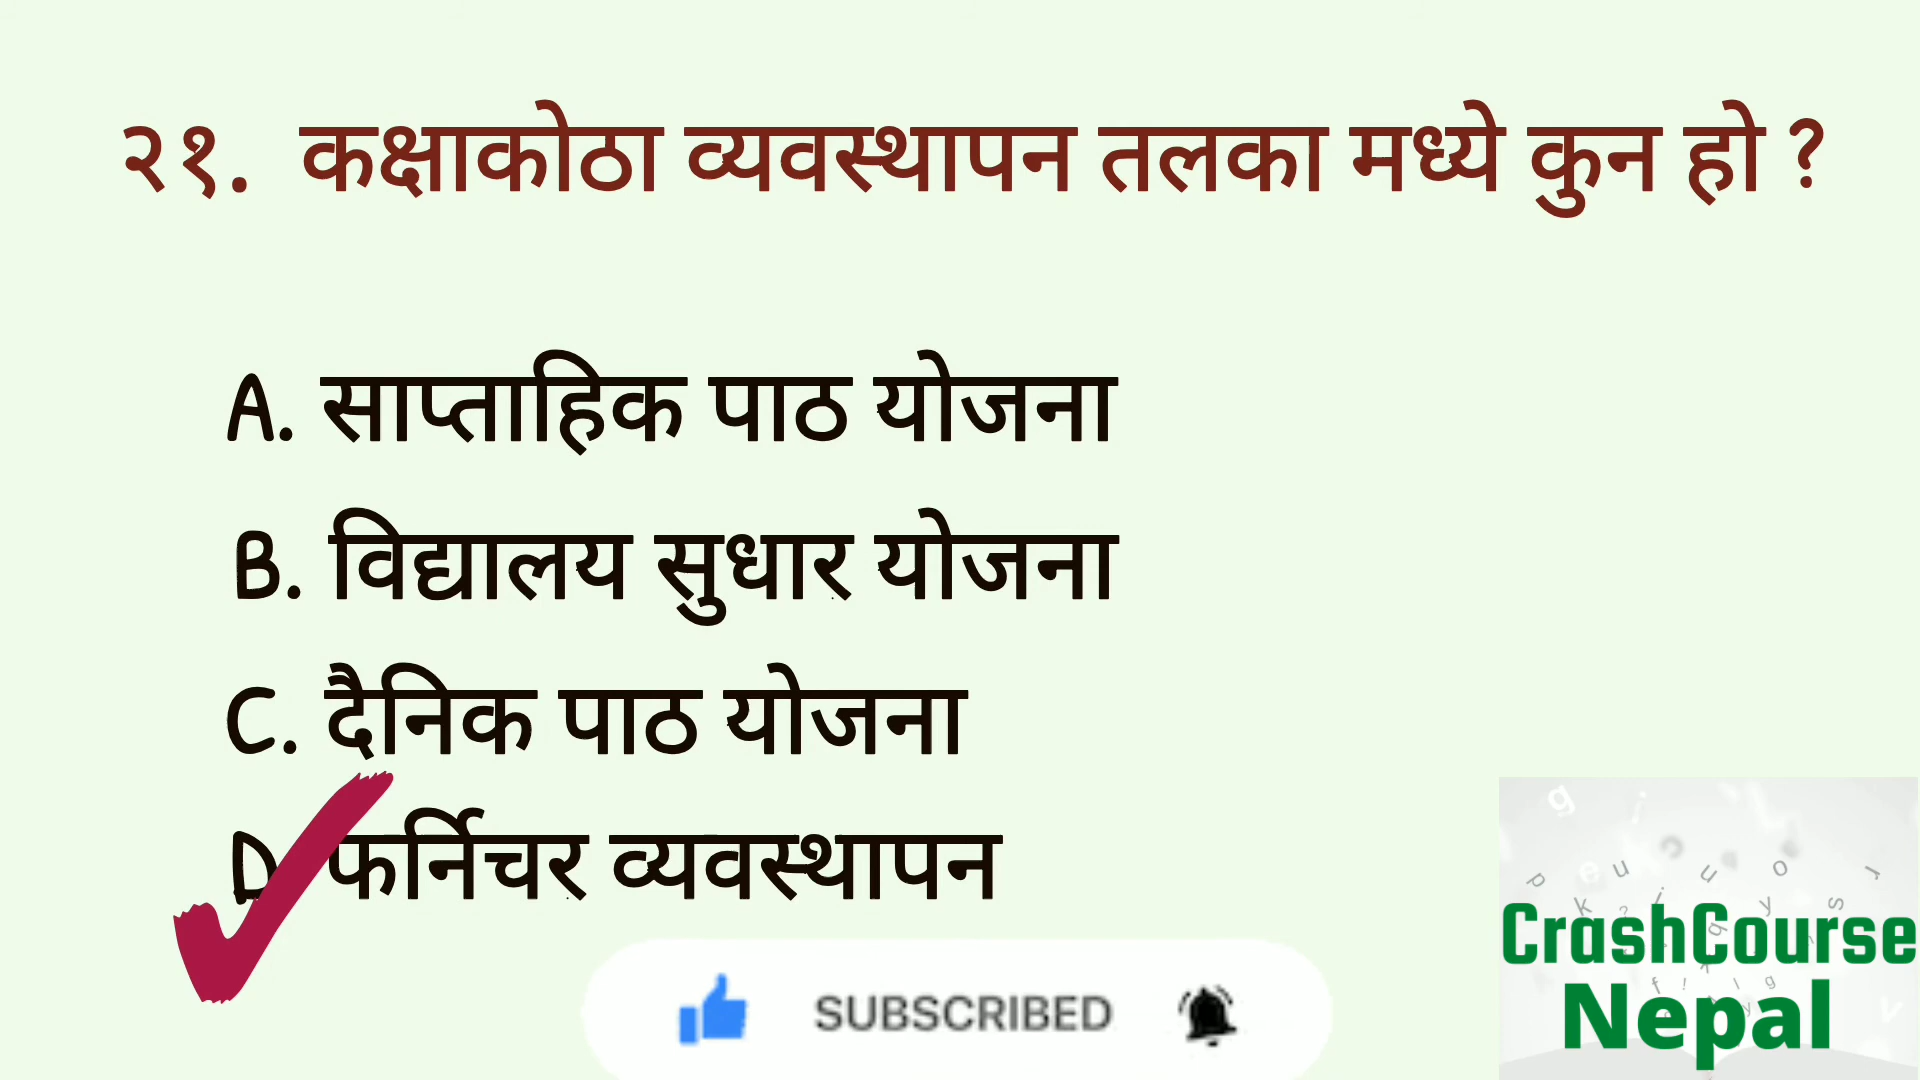 २१. कक्षाकोठा व्यवस्थापन तलका मध्ये कुन हो ?
A. साप्ताहिक पाठ योजना
B. विद्यालय सुधार योजना
C. दैनिक पाठ योजना
D. फर्निचर व्यवस्थापन
SUBSCRIBED
CrashCourse
Nepal